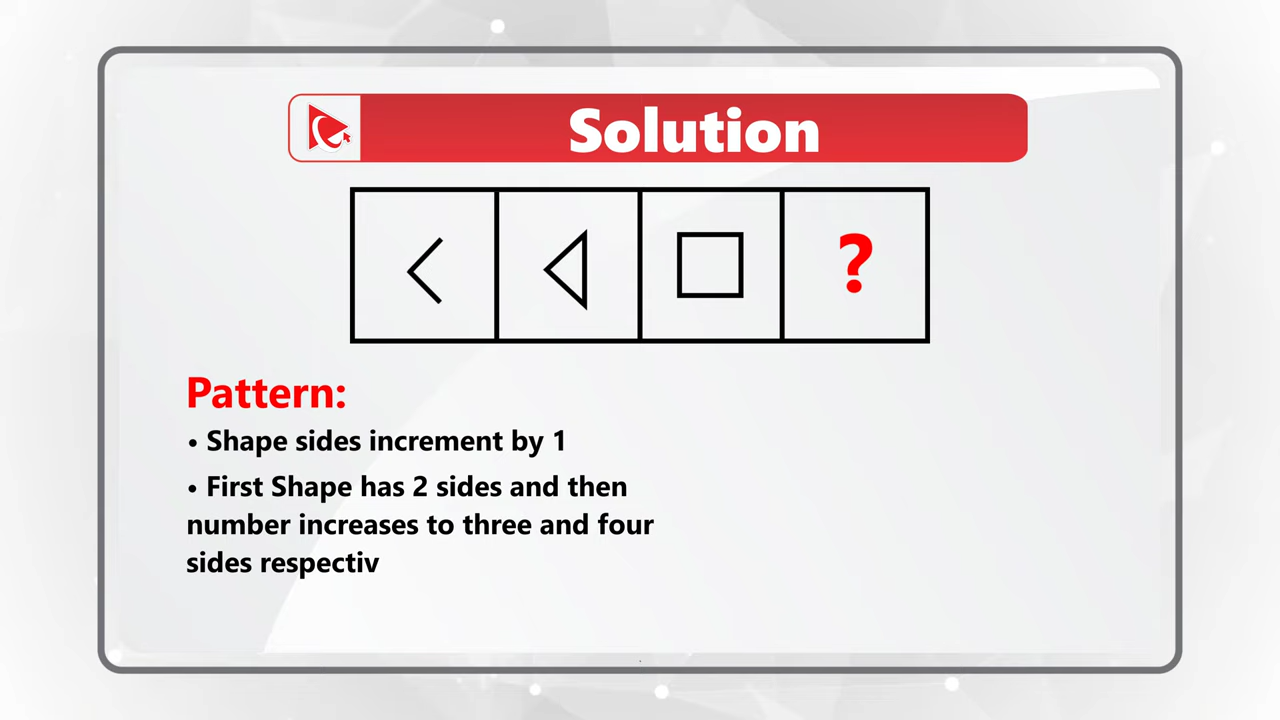 Solution
?
Pattern:
• Shape sides increment by 1
• First Shape has 2 sides and then
number increases to three and four
sides respectiv